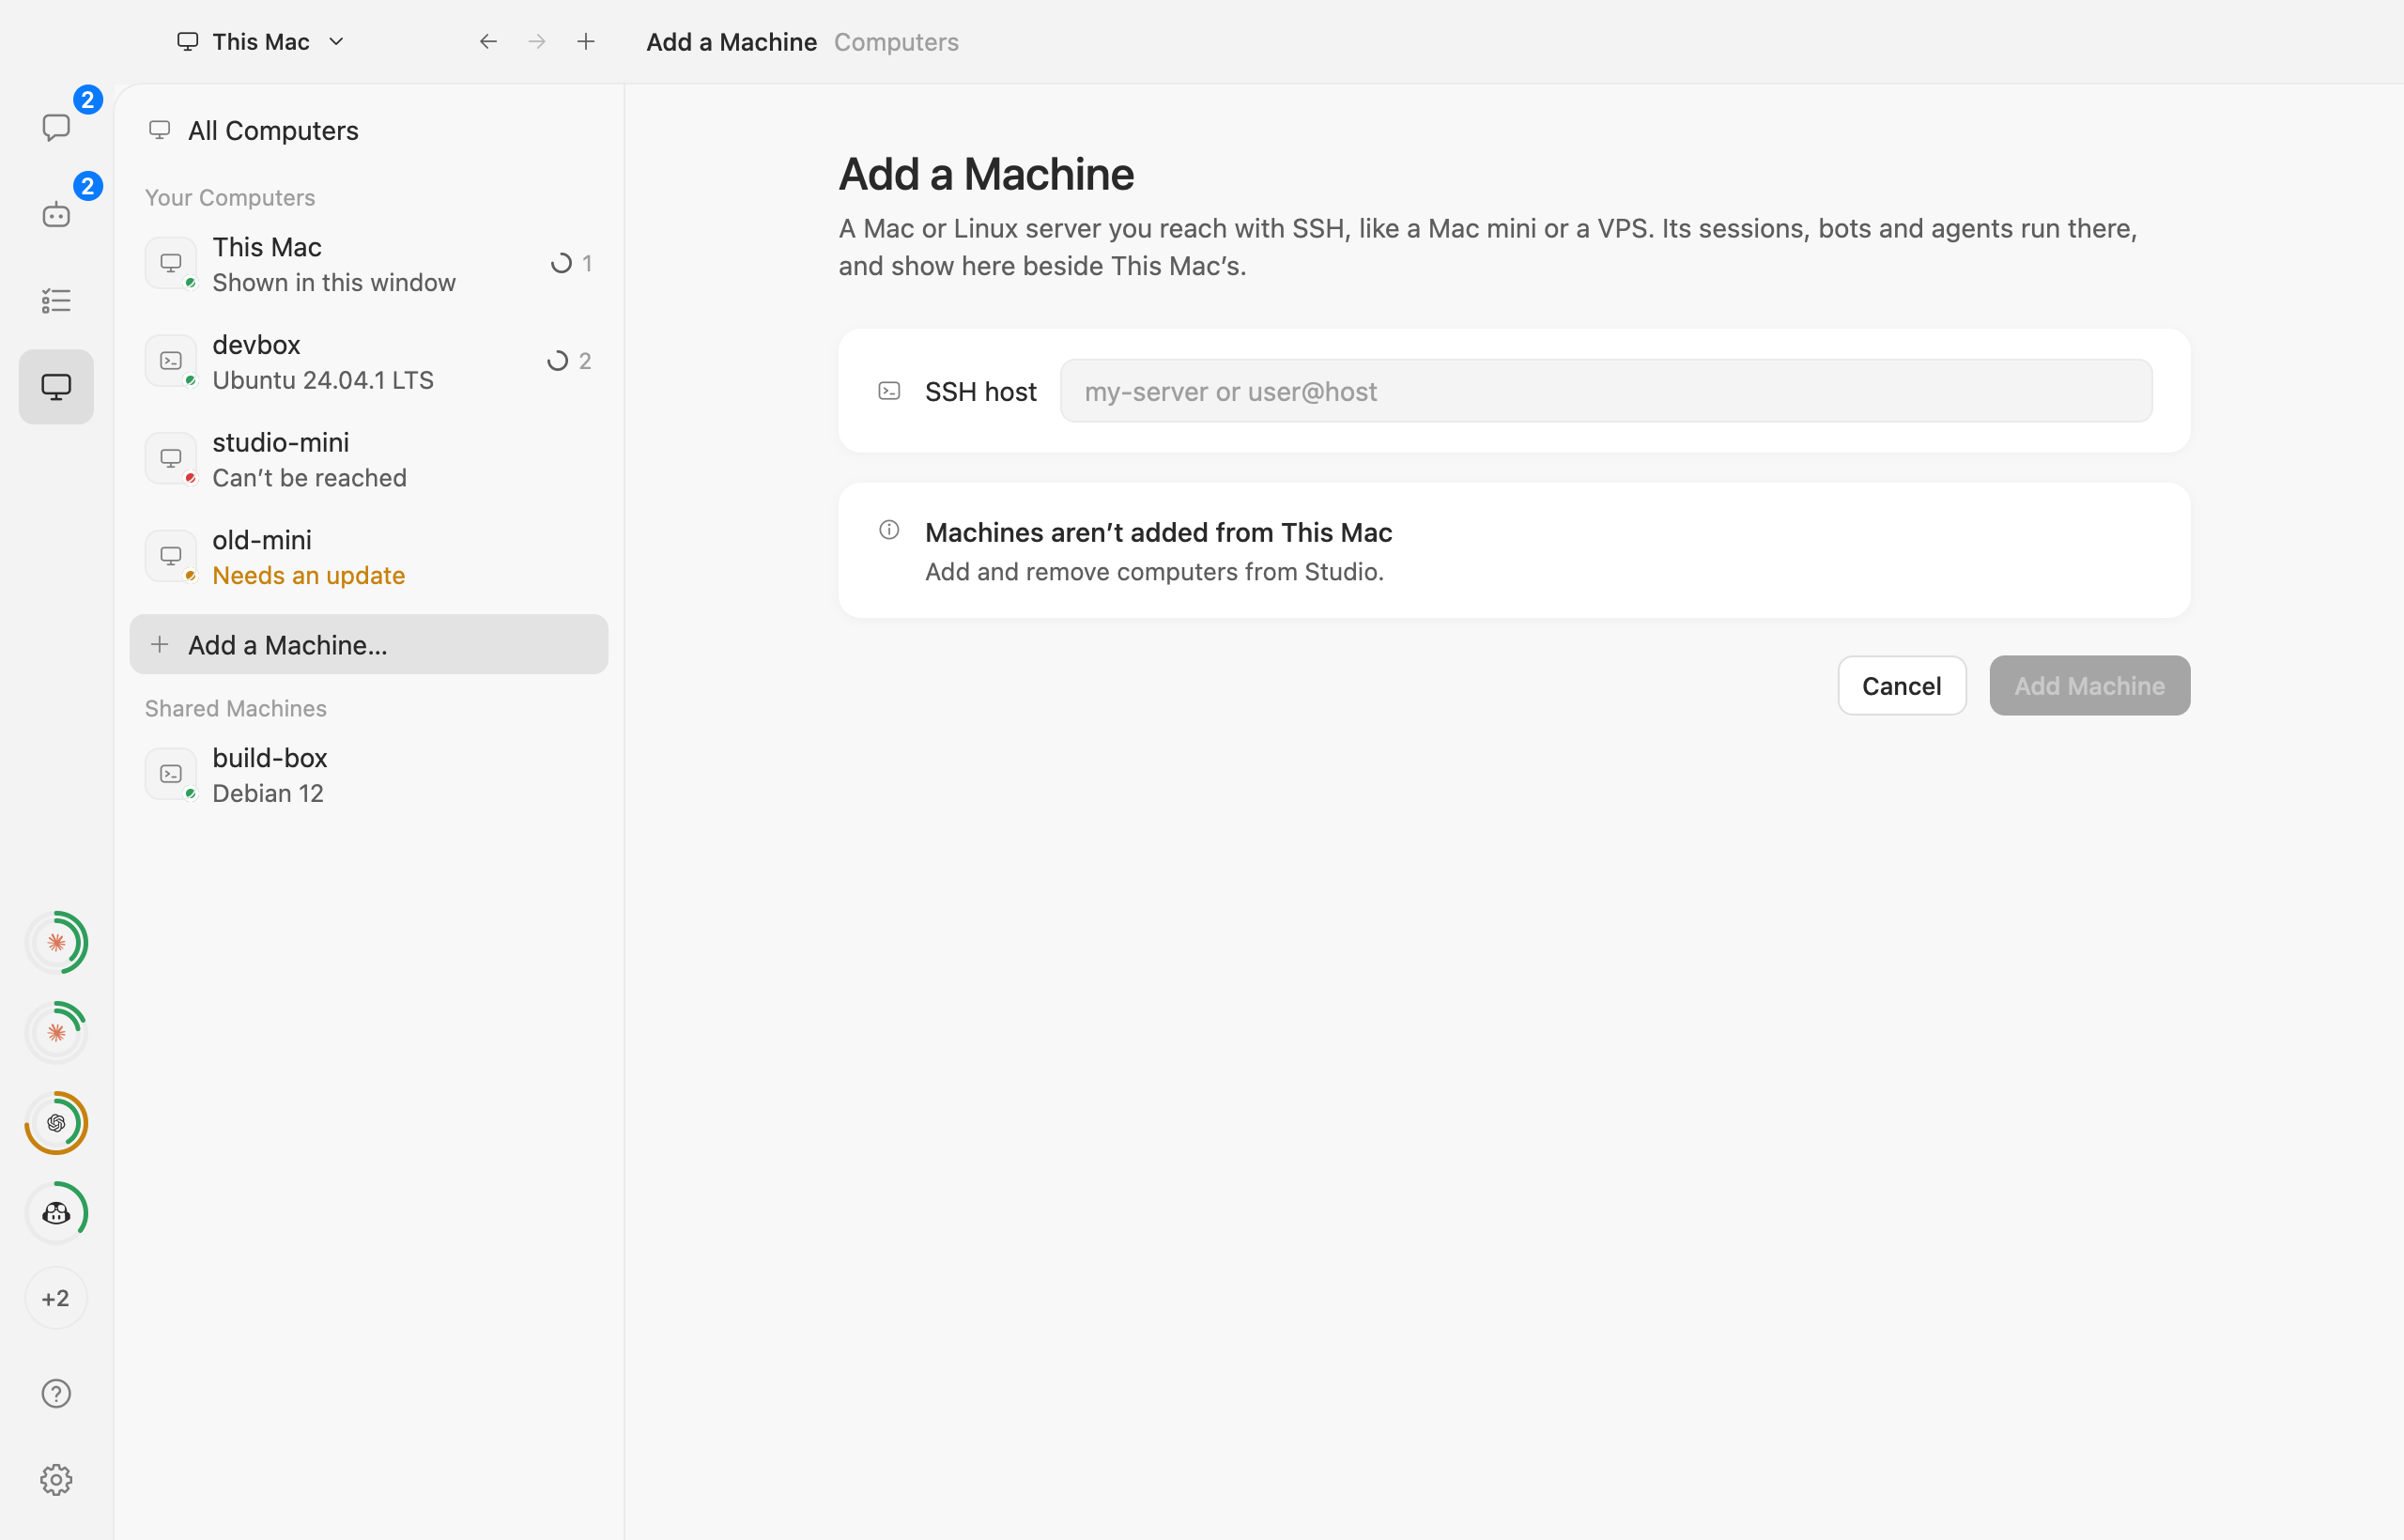 This Mac
Add a Machine Computers
2
2
All Computers
Your Computers
This Mac
Shown in this window
1
devbox
Ubuntu 24.04.1 LTS
2
studio-mini
Can’t be reached
old-mini
Needs an update
Add a Machine…
Shared Machines
build-box
Debian 12
+2
Add a Machine
A Mac or Linux server you reach with SSH, like a Mac mini or a VPS. Its sessions, bots and agents run there,
and show here beside This Mac’s.
SSH host my-server or user@host
Machines aren’t added from This Mac
Add and remove computers from Studio.
Cancel Add Machine